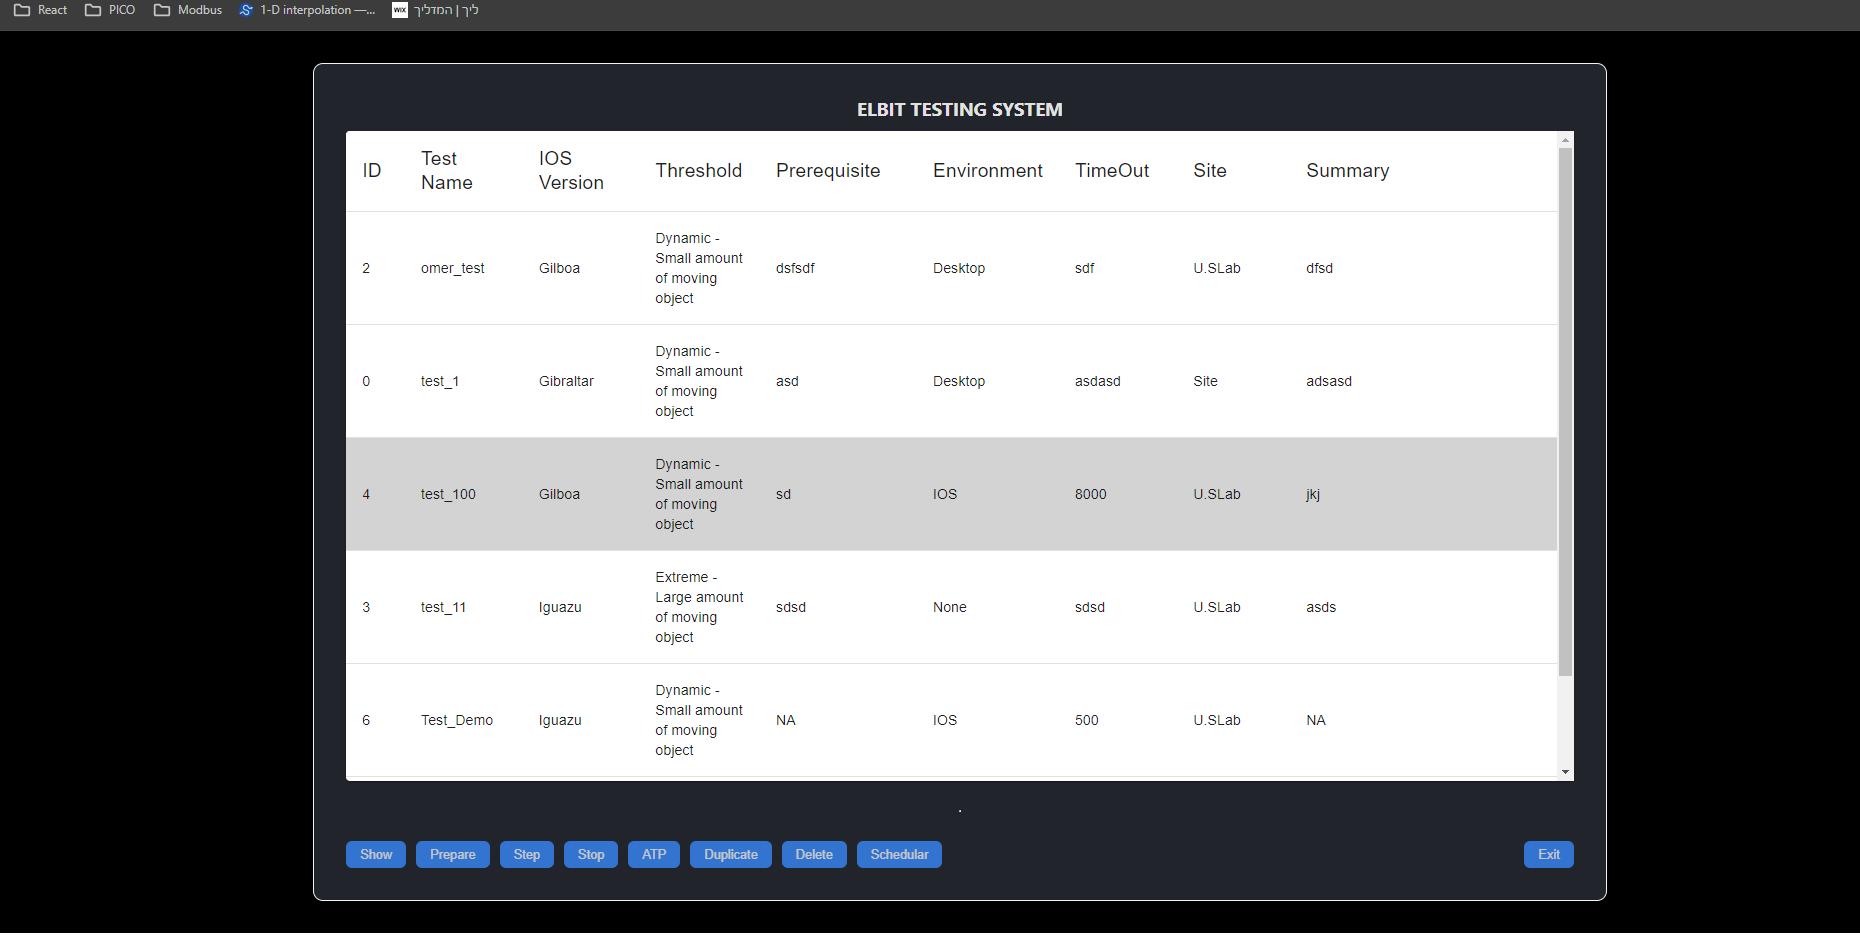 React PICO Modbus 1-D interpolation —... WIX ליך | המדליך
ELBIT TESTING SYSTEM
ID Test Name IOS Version Threshold Prerequisite Environment TimeOut Site Summary
2 omer_test Gilboa Dynamic - Small amount of moving object dsfsdf Desktop sdf U.SLab dfsd
0 test_1 Gibraltar Dynamic - Small amount of moving object asd Desktop asdasd Site adsasd
4 test_100 Gilboa Dynamic - Small amount of moving object sd IOS 8000 U.SLab jkj
3 test_11 Iguazu Extreme - Large amount of moving object sdsd None sdsd U.SLab asds
6 Test_Demo Iguazu Dynamic - Small amount of moving object NA IOS 500 U.SLab NA
.
Show Prepare Step Stop ATP Duplicate Delete Schedular Exit